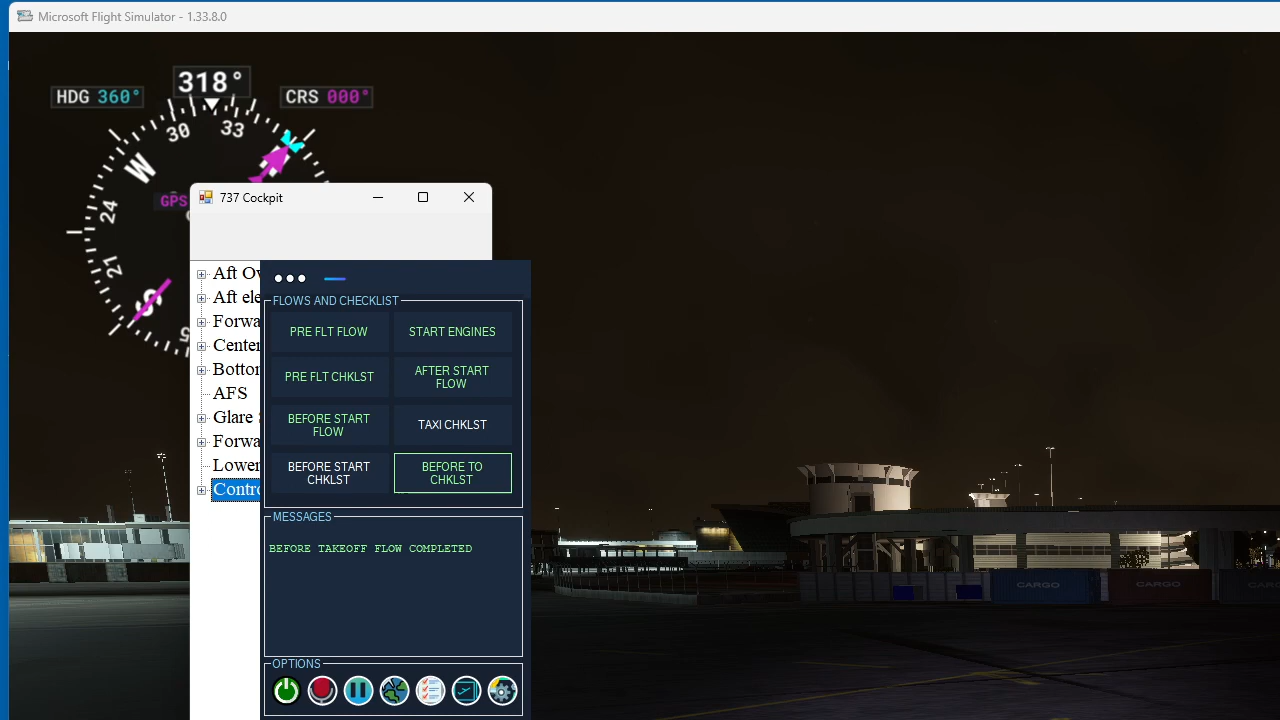 Microsoft Flight Simulator - 1.33.8.0
318°
HDG 360°
CRS 000°
30
33
W
24
21
S
GPS
737 Cockpit
Aft Ov
Aft ele
Forwa
Center
Bottor
AFS
Glare
Forwa
Lower
Contro
FLOWS AND CHECKLIST
PRE FLT FLOW
START ENGINES
PRE FLT CHKLST
AFTER START
FLOW
BEFORE START
FLOW
TAXI CHKLST
BEFORE START
CHKLST
BEFORE TO
CHKLST
MESSAGES
BEFORE TAKEOFF FLOW COMPLETED
OPTIONS
CARGO
CARGO